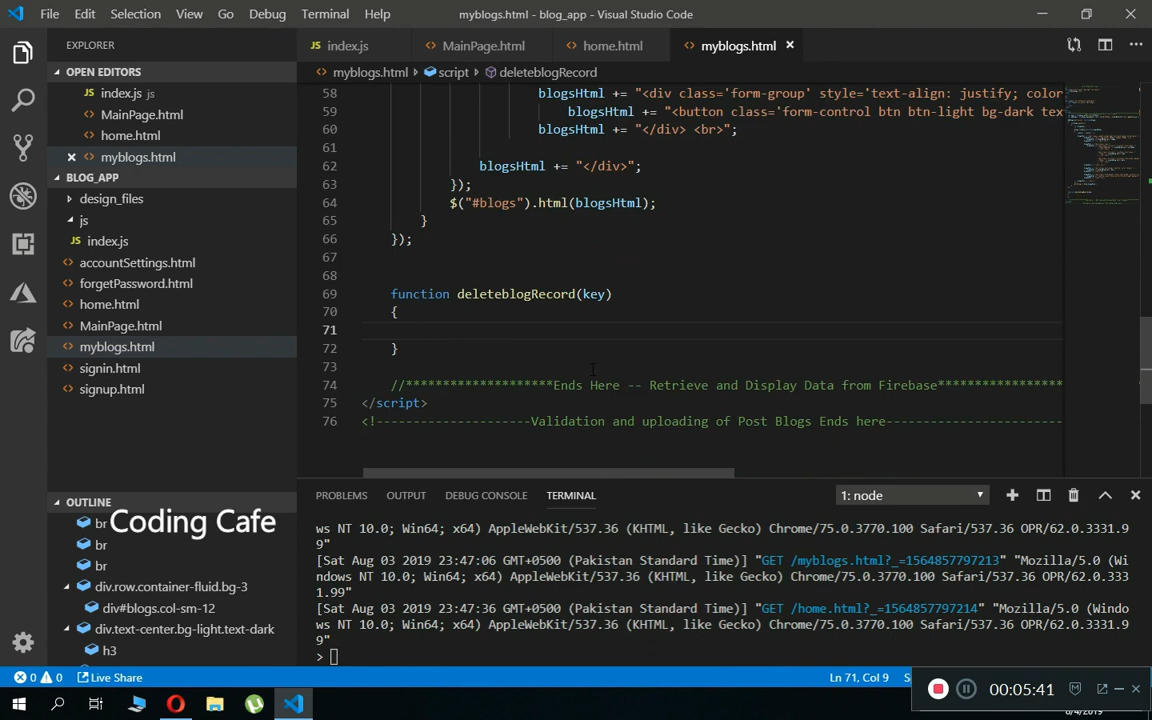 File Edit Selection View Go Debug Terminal Help
myblogs.html - blog_app - Visual Studio Code
EXPLORER
OPEN EDITORS
index.js js
MainPage.html
home.html
myblogs.html
BLOG_APP
design_files
js
JS index.js
accountSettings.html
forgetPassword.html
home.html
MainPage.html
myblogs.html
signin.html
signup.html
OUTLINE
br
Coding Cafe
br
br
div.row.container-fluid.bg-3
div#blogs.col-sm-12
div.text-center.bg-light.text-dark
h3
JS index.js
MainPage.html
home.html
myblogs.html
myblogs.html script deleteblogRecord
58 blogsHtml += "<div class='form-group' style='text-align: justify; color
59 blogsHtml += "<button class='form-control btn btn-light bg-dark tex
60 blogsHtml += "</div> <br>";
61
62 blogsHtml += "</div>";
63 });
64 $("#blogs").html(blogsHtml);
65 }
66 });
67
68
69 function deleteblogRecord(key)
70 {
71
72 }
73
74 //********************Ends Here -- Retrieve and Display Data from Firebase*****************
75 </script>
76 <!---------------------Validation and uploading of Post Blogs Ends here------------------------
PROBLEMS OUTPUT DEBUG CONSOLE TERMINAL
1: node
ws NT 10.0; Win64; x64) AppleWebKit/537.36 (KHTML, like Gecko) Chrome/75.0.3770.100 Safari/537.36 OPR/62.0.3331.9
9"
[Sat Aug 03 2019 23:47:06 GMT+0500 (Pakistan Standard Time)] "GET /myblogs.html?_=1564857797213" "Mozilla/5.0 (Wi
ndows NT 10.0; Win64; x64) AppleWebKit/537.36 (KHTML, like Gecko) Chrome/75.0.3770.100 Safari/537.36 OPR/62.0.333
1.99"
[Sat Aug 03 2019 23:47:36 GMT+0500 (Pakistan Standard Time)] "GET /home.html?_=1564857797214" "Mozilla/5.0 (Windo
ws NT 10.0; Win64; x64) AppleWebKit/537.36 (KHTML, like Gecko) Chrome/75.0.3770.100 Safari/537.36 OPR/62.0.3331.9
9"
>
0 0 Live Share
Ln 71, Col 9
00:05:41